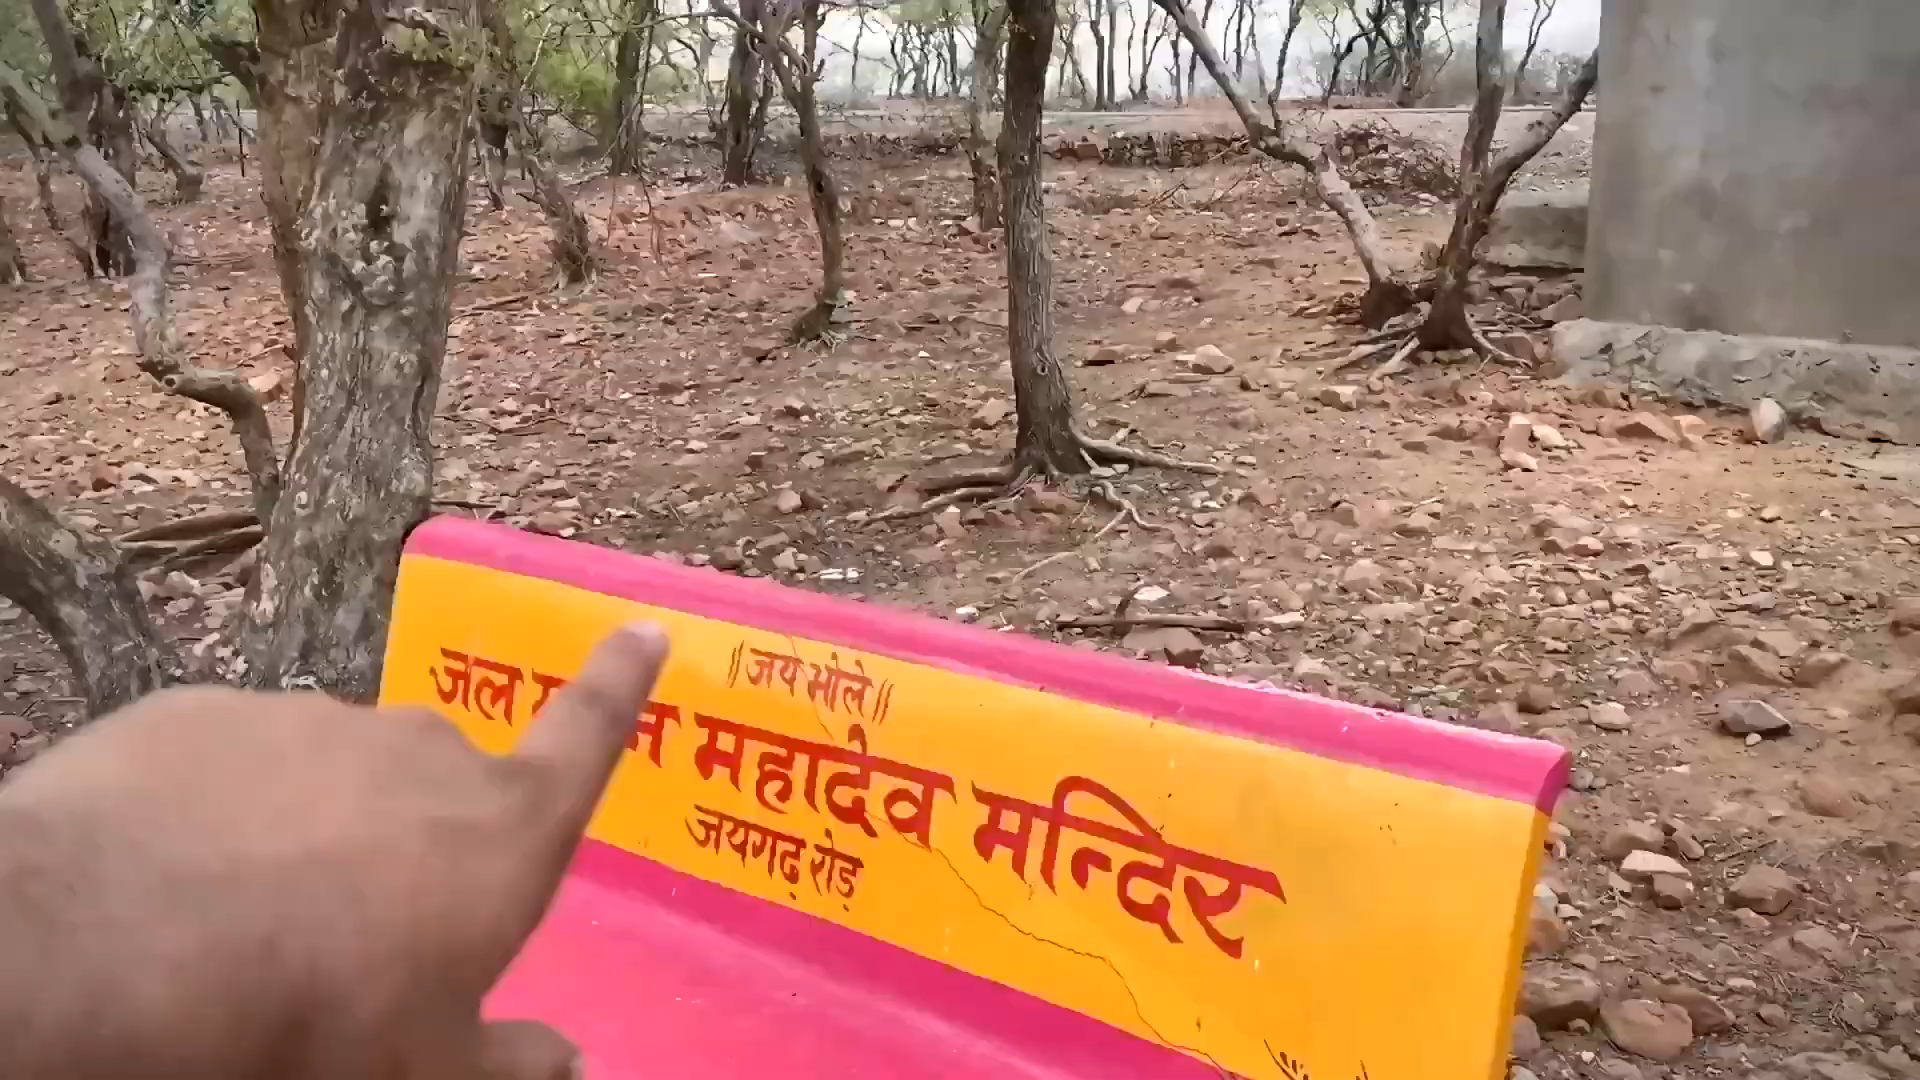 ॥ जय भोले ॥
जल महादेव मन्दिर
जयगढ़ रोड़